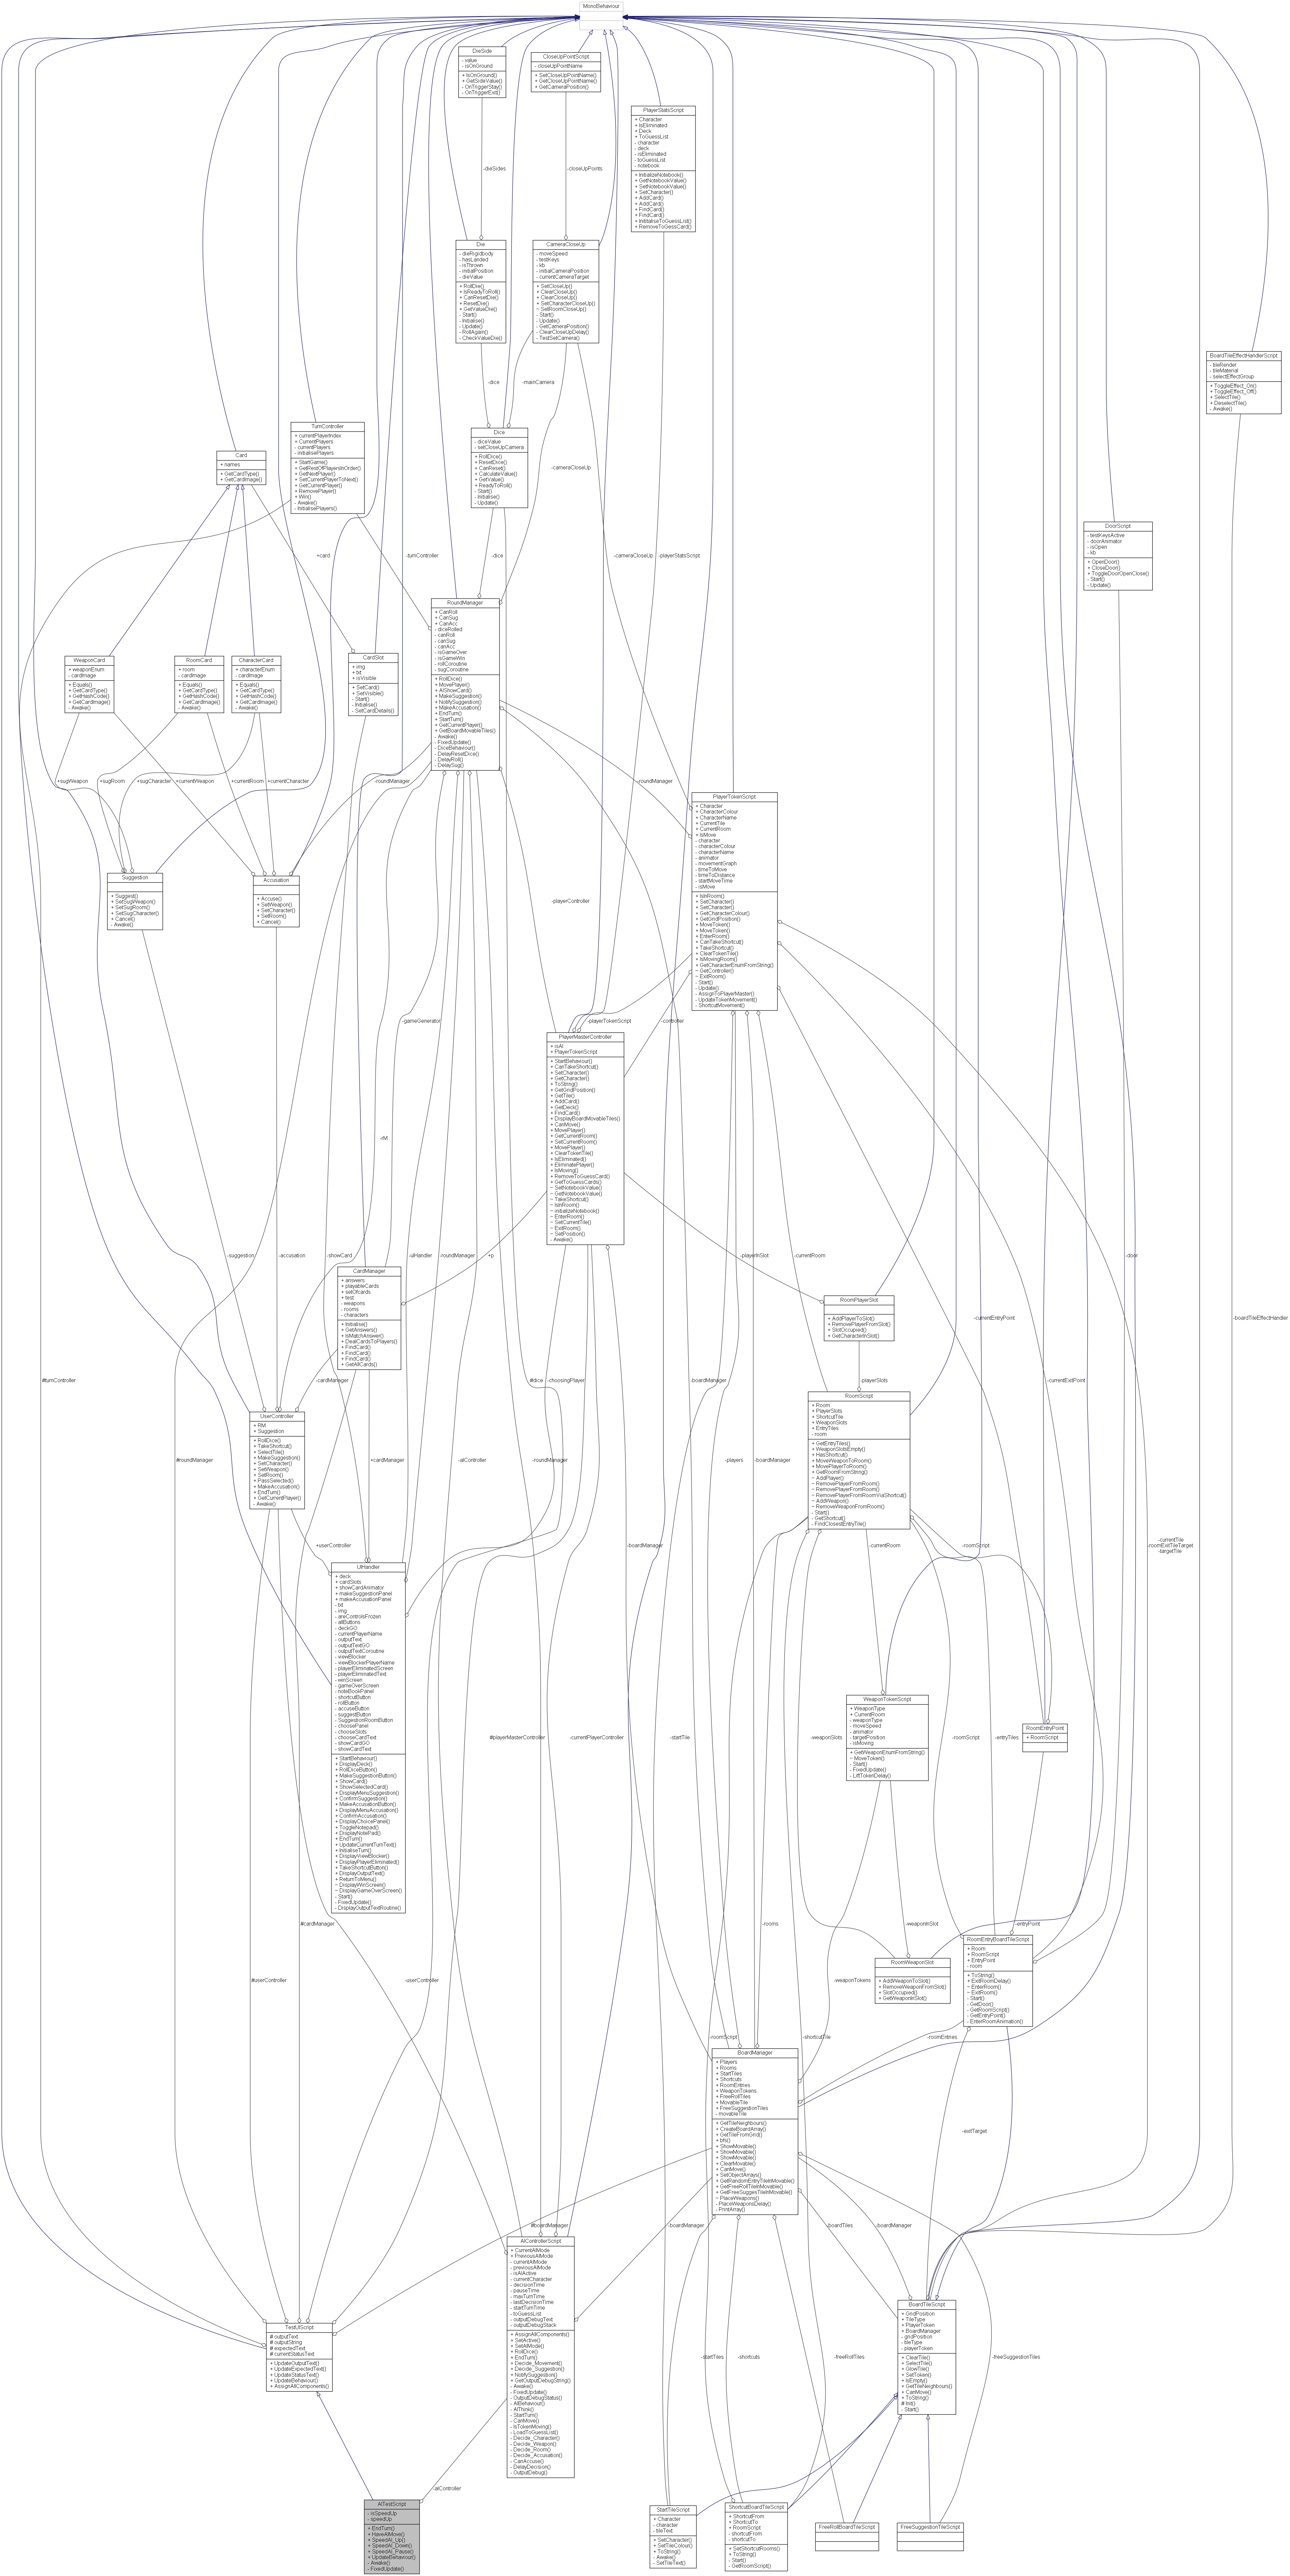 MonoBehaviour
DieSide
- value
- isOnGround
+ IsOnGround()
+ GetSideValue()
- OnTriggerStay()
- OnTriggerExit()
CloseUpPointScript
- closeUpPointName
+ SetCloseUpPointName()
+ GetCloseUpPointName()
+ GetCameraPosition()
PlayerStatsScript
+ Character
+ IsEliminated
+ Deck
+ ToGuessList
- character
- deck
- isEliminated
- toGuessList
- notebook
+ InitializeNotebook()
+ GetNotebookValue()
+ SetNotebookValue()
+ SetCharacter()
+ AddCard()
+ AddCard()
+ FindCard()
+ FindCard()
+ InititaliseToGuessList()
+ RemoveToGessCard()
-dieSides
-closeUpPoints
Die
- dieRigidbody
- hasLanded
- isThrown
- initialPosition
- dieValue
+ RollDie()
+ IsReadyToRoll()
+ CanResetDie()
+ ResetDie()
+ GetValueDie()
- Start()
- Initialise()
- Update()
- RollAgain()
- CheckValueDie()
CameraCloseUp
- moveSpeed
- testKeys
- kb
- initialCameraPosition
- currentCameraTarget
+ SetCloseUp()
+ ClearCloseUp()
+ ClearCloseUp()
+ SetCharacterCloseUp()
~ SetRoomCloseUp()
- Start()
- Update()
- GetCameraPosition()
- ClearCloseUpDelay()
- TestSetCamera()
BoardTileEffectHandlerScript
- tileRender
- tileMaterial
- selectEffectGroup
+ ToggleEffect_On()
+ ToggleEffect_Off()
+ SelectTile()
+ DeselectTile()
- Awake()
-dice
-mainCamera
TurnController
+ currentPlayerIndex
+ CurrentPlayers
- currentPlayers
- initialisePlayers
+ StartGame()
+ GetRestOfPlayersInOrder()
+ GetNextPlayer()
+ SetCurrentPlayerToNext()
+ GetCurrentPlayer()
+ RemovePlayer()
+ Win()
- Awake()
- InitialisePlayers()
Dice
- diceValue
- setCloseUpCamera
+ RollDice()
+ ResetDice()
+ CanReset()
+ CalculateValue()
+ GetValue()
+ ReadyToRoll()
- Start()
- Initialise()
- Update()
Card
+ names
+ GetCardType()
+ GetCardImage()
-cameraCloseUp
DoorScript
- testKeysActive
- doorAnimator
- isOpen
- kb
+ OpenDoor()
+ CloseDoor()
+ ToggleDoorOpenClose()
- Start()
- Update()
+card
-turnController
-dice
-cameraCloseUp
-playerStatsScript
RoundManager
+ CanRoll
+ CanSug
+ CanAcc
- diceRolled
- canRoll
- canSug
- canAcc
- isGameOver
- isGameWin
- rollCoroutine
- sugCoroutine
+ RollDice()
+ MovePlayer()
+ AIShowCard()
+ MakeSuggestion()
+ NotifySuggestion()
+ MakeAccusation()
+ EndTurn()
+ StartTurn()
+ GetCurrentPlayer()
+ GetBoardMovableTiles()
- Awake()
- FixedUpdate()
- DiceBehaviour()
- DelayResetDice()
- DelayRoll()
- DelaySug()
WeaponCard
+ weaponEnum
- cardImage
+ Equals()
+ GetCardType()
+ GetHashCode()
+ GetCardImage()
- Awake()
RoomCard
+ room
- cardImage
+ Equals()
+ GetCardType()
+ GetHashCode()
+ GetCardImage()
- Awake()
CharacterCard
+ characterEnum
- cardImage
+ Equals()
+ GetCardType()
+ GetHashCode()
+ GetCardImage()
- Awake()
CardSlot
+ img
+ txt
+ isVisible
+ SetCard()
+ SetVisible()
- Start()
- Initialise()
- SetCardDetails()
+sugWeapon
+sugRoom
+sugCharacter
+currentWeapon
+currentRoom
+currentCharacter
-roundManager
-roundManager
PlayerTokenScript
+ Character
+ CharacterColour
+ CharacterName
+ CurrentTile
+ CurrentRoom
+ IsMove
- character
- characterColour
- characterName
- animator
- movementGraph
- timeToMove
- timeToDistance
- startMoveTime
- isMove
+ IsInRoom()
+ SetCharacter()
+ SetCharacter()
+ GetCharacterColour()
+ GetGridPosition()
+ MoveToken()
+ MoveToken()
+ EnterRoom()
+ CanTakeShortcut()
+ TakeShortcut()
+ ClearTokenTile()
+ IsMovingRoom()
+ GetCharacterEnumFromString()
~ GetController()
~ ExitRoom()
- Start()
- Update()
- AssignToPlayerMaster()
- UpdateTokenMovement()
- ShortcutMovement()
Suggestion
+ Suggest()
+ SetSugWeapon()
+ SetSugRoom()
+ SetSugCharacter()
+ Cancel()
- Awake()
Accusation
+ Accuse()
+ SetWeapon()
+ SetCharacter()
+ SetRoom()
+ Cancel()
-playerController
-gameGenerator
-playerTokenScript
-controller
PlayerMasterController
+ isAI
+ PlayerTokenScript
+ StartBehaviour()
+ CanTakeShortcut()
+ SetCharacter()
+ GetCharacter()
+ ToString()
+ GetGridPosition()
+ GetTile()
+ AddCard()
+ GetDeck()
+ FindCard()
+ DisplayBoardMovableTiles()
+ CanMove()
+ MovePlayer()
+ GetCurrentRoom()
+ SetCurrentRoom()
+ MovePlayer()
+ ClearTokenTile()
+ IsEliminated()
+ EliminatePlayer()
+ IsMoving()
+ RemoveToGuessCard()
+ GetToGuessCards()
~ SetNotebookValue()
~ GetNotebookValue()
~ TakeShortcut()
~ IsInRoom()
~ initializeNotebook()
~ EnterRoom()
~ SetCurrentTile()
~ ExitRoom()
~ SetPosition()
- Awake()
-rM
-suggestion
-accusation
-showCard
-uiHandler
-roundManager
+p
-playerInSlot
-currentRoom
-door
CardManager
+ answers
+ playableCards
+ setOfcards
+ test
- weapons
- rooms
- characters
+ Initialise()
+ GetAnswers()
+ IsMatchAnswer()
+ DealCardsToPlayers()
+ FindCard()
+ FindCard()
+ FindCard()
+ GetAllCards()
RoomPlayerSlot
+ AddPlayerToSlot()
+ RemovePlayerFromSlot()
+ SlotOccupied()
+ GetCharacterInSlot()
-currentEntryPoint
-boardTileEffectHandler
#turnController
-cardManager
#dice
-choosingPlayer
-boardManager
-playerSlots
-currentExitPoint
UserController
+ RM
+ Suggestion
+ RollDice()
+ TakeShortcut()
+ SelectTile()
+ MakeSuggestion()
+ SetCharacter()
+ SetWeapon()
+ SetRoom()
+ PassSelected()
+ MakeAccusation()
+ EndTurn()
+ GetCurrentPlayer()
- Awake()
RoomScript
+ Room
+ PlayerSlots
+ ShortcutTile
+ WeaponSlots
+ EntryTiles
- room
+ GetEntryTiles()
+ WeaponSlotsEmpty()
+ HasShortcut()
+ MoveWeaponToRoom()
+ MovePlayerToRoom()
+ GetRoomFromString()
~ AddPlayer()
~ RemovePlayerFromRoom()
~ RemovePlayerFromRoom()
~ RemovePlayerFromRoomViaShortcut()
~ AddWeapon()
~ RemoveWeaponFromRoom()
- Start()
- GetShortcut()
- FindClosestEntryTile()
#roundManager
+cardManager
-aiController
-roundManager
-players
-boardManager
+userController
-boardManager
-currentRoom
-roomScript
-currentTile
-roomExitTileTarget
-targetTile
UIHandler
+ deck
+ cardSlots
+ showCardAnimator
+ makeSuggestionPanel
+ makeAccusationPanel
- txt
- img
- areControlsFrozen
- allButtons
- deckGO
- currentPlayerName
- outputText
- outputTextGO
- outputTextCoroutine
- viewBlocker
- viewBlockerPlayerName
- playerEliminatedScreen
- playerEliminatedText
- winScreen
- gameOverScreen
- noteBookPanel
- shortcutButton
- rollButton
- accuseButton
- suggestButton
- SuggestionRoomButton
- choosePanel
- chooseSlots
- chooseCardText
- showCardGO
- showCardText
+ StartBehaviour()
+ DisplayDeck()
+ RollDiceButton()
+ MakeSuggestionButton()
+ ShowCard()
+ ShowSelectedCard()
+ DisplayMenuSuggestion()
+ ConfirmSuggestion()
+ MakeAccusationButton()
+ DisplayMenuAccusation()
+ ConfirmAccusation()
+ DisplayChoicePanel()
+ ToggleNotepad()
+ DisplayNotePad()
+ EndTurn()
+ UpdateCurrentTurnText()
+ InitialiseTurn()
+ DisplayViewBlocker()
+ DisplayPlayerEliminated()
+ TakeShortcutButton()
+ DisplayOutputText()
+ ReturnToMenu()
~ DisplayWinScreen()
~ DisplayGameOverScreen()
- Start()
- FixedUpdate()
- DisplayOutputTextRoutine()
WeaponTokenScript
+ WeaponType
+ CurrentRoom
- weaponType
- moveSpeed
- animator
- targetPosition
- isMoving
+ GetWeaponEnumFromString()
~ MoveToken()
- Start()
- FixedUpdate()
- LiftTokenDelay()
RoomEntryPoint
+ RoomScript
#playerMasterController
-currentPlayerController
-startTile
-weaponSlots
-roomScript
-entryTiles
#cardManager
-rooms
-weaponInSlot
-entryPoint
RoomEntryBoardTileScript
+ Room
+ RoomScript
+ EntryPoint
- room
+ ToString()
+ ExitRoomDelay()
~ EnterRoom()
~ ExitRoom()
- Start()
- GetDoor()
- GetRoomScript()
- GetEntryPoint()
- EnterRoomAnimation()
RoomWeaponSlot
+ AddWeaponToSlot()
+ RemoveWeaponFromSlot()
+ SlotOccupied()
+ GetWeaponInSlot()
#userController
-userController
-weaponTokens
-roomScript
-shortcutTile
-roomEntries
BoardManager
+ Players
+ Rooms
+ StartTiles
+ Shortcuts
+ RoomEntries
+ WeaponTokens
+ FreeRollTiles
+ MovableTile
+ FreeSuggestionTiles
- movableTile
+ GetTileNeighbours()
+ CreateBoardArray()
+ GetTileFromGrid()
+ bfs()
+ ShowMovable()
+ ShowMovable()
+ ShowMovable()
+ ClearMovable()
+ CanMove()
+ SetObjectArrays()
+ GetRandomEntryTileInMovable()
+ GetFreeRollTileInMovable()
+ GetFreeSuggesTileInMovable()
~ PlaceWeapons()
- PlaceWeaponsDelay()
- PrintArray()
-exitTarget
#boardManager
-boardManager
-boardTiles
-boardManager
AIControllerScript
+ CurrentAIMode
+ PreviousAIMode
- currentAIMode
- previousAIMode
- isAIActive
- currentCharacter
- decisionTime
- pauseTime
- maxTurnTime
- lastDecisionTime
- startTurnTime
- toGuessList
- outputDebugText
- outputDebugStack
+ AssignAllComponents()
+ SetActive()
+ SetAIMode()
+ RollDice()
+ EndTurn()
+ Decide_Movement()
+ Decide_Suggestion()
+ NotifySuggestion()
+ GetOutputDebugString()
- Awake()
- FixedUpdate()
- OutputDebugStatus()
- AIBehaviour()
- AIThink()
- StartTurn()
- CanMove()
- IsTokenMoving()
- LoadToGuessList()
- Decide_Character()
- Decide_Weapon()
- Decide_Room()
- Decide_Accusation()
- CanAccuse()
- DelayDecision()
- OutputDebug()
TestUIScript
# outputText
# outputString
# expectedText
# currentStatusText
+ UpdateOutputText()
+ UpdateExpectedText()
+ UpdateStatusText()
+ UpdateBehaviour()
+ AssignAllComponents()
BoardTileScript
+ GridPosition
+ TileType
+ PlayerToken
+ BoardManager
- gridPosition
- tileType
- playerToken
+ ClearTile()
+ SelectTile()
+ GlowTile()
+ SetToken()
+ IsEmpty()
+ GetTileNeighbours()
+ CanMove()
+ ToString()
# Init()
- Start()
-startTiles
-shortcuts
-freeRollTiles
-freeSuggestionTiles
-aiController
AITestScript
- isSpeedUp
- speedUp
+ EndTurn()
+ HaveAIMove()
+ SpeedAI_Up()
+ SpeedAI_Down()
+ SpeedAI_Pause()
+ UpdateBehaviour()
- Awake()
- FixedUpdate()
StartTileScript
+ Character
- character
- tileText
+ SetCharacter()
+ SetTileColour()
+ ToString()
- Awake()
- SetTileText()
ShortcutBoardTileScript
+ ShortcutFrom
+ ShortcutTo
+ RoomScript
- shortcutFrom
- shortcutTo
+ SetShortcutRooms()
+ ToString()
- Start()
- GetRoomScript()
FreeRollBoardTileScript
FreeSuggestionTileScript